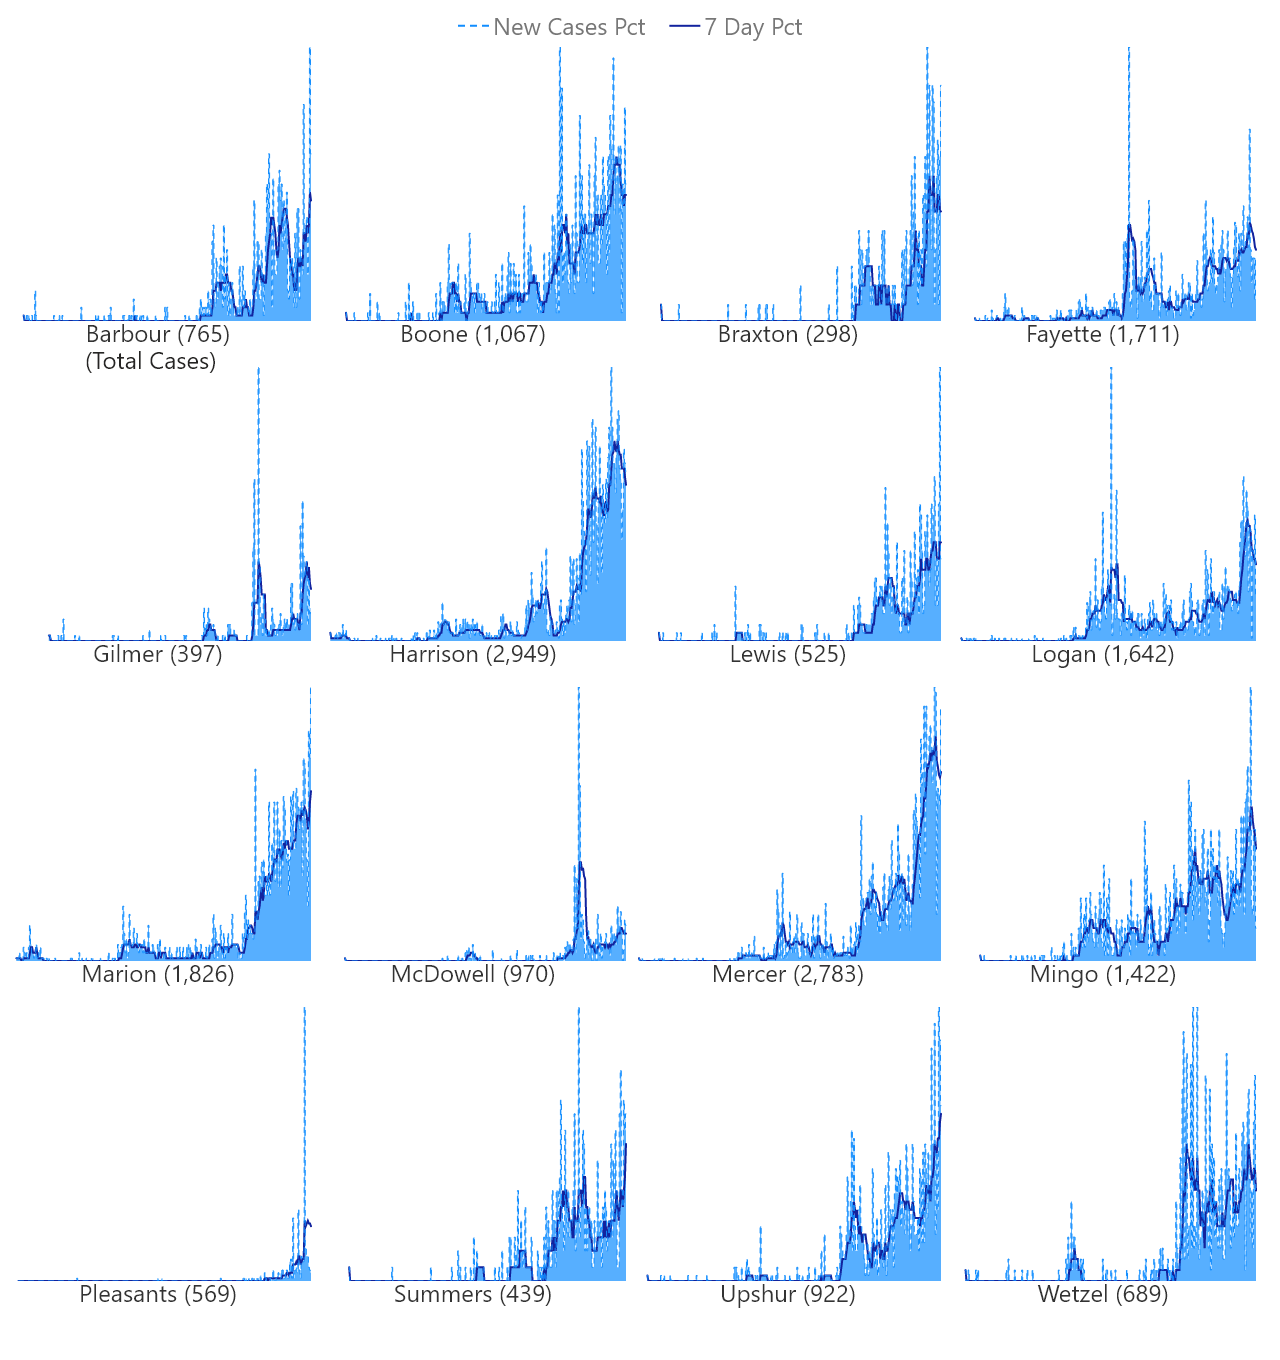 New Cases Pct 7 Day Pct
Barbour (765) Boone (1,067) Braxton (298) Fayette (1,711)
(Total Cases)
Gilmer (397) Harrison (2,949) Lewis (525) Logan (1,642)
Marion (1,826) McDowell (970) Mercer (2,783) Mingo (1,422)
Pleasants (569) Summers (439) Upshur (922) Wetzel (689)